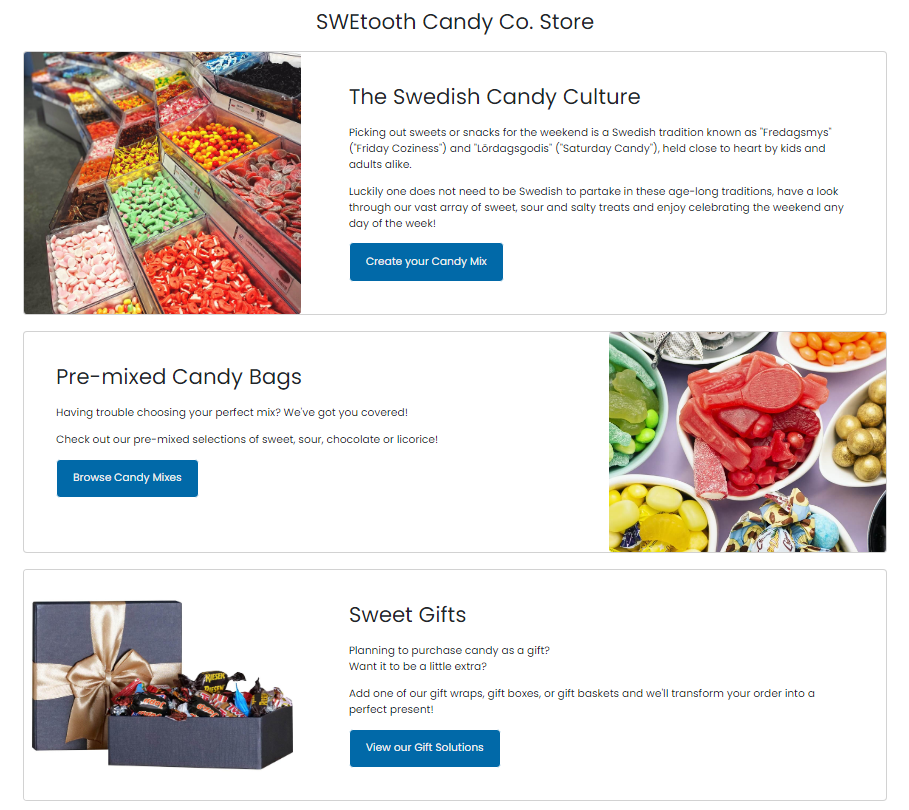 SWEtooth Candy Co. Store
The Swedish Candy Culture
Picking out sweets or snacks for the weekend is a Swedish tradition known as "Fredagsmys"
("Friday Coziness") and "Lördagsgodis" ("Saturday Candy"), held close to heart by kids and
adults alike.
Luckily one does not need to be Swedish to partake in these age-long traditions, have a look
through our vast array of sweet, sour and salty treats and enjoy celebrating the weekend any
day of the week!
Create your Candy Mix
Pre-mixed Candy Bags
Having trouble choosing your perfect mix? We've got you covered!
Check out our pre-mixed selections of sweet, sour, chocolate or licorice!
Browse Candy Mixes
Sweet Gifts
Planning to purchase candy as a gift?
Want it to be a little extra?
Add one of our gift wraps, gift boxes, or gift baskets and we'll transform your order into a
perfect present!
View our Gift Solutions